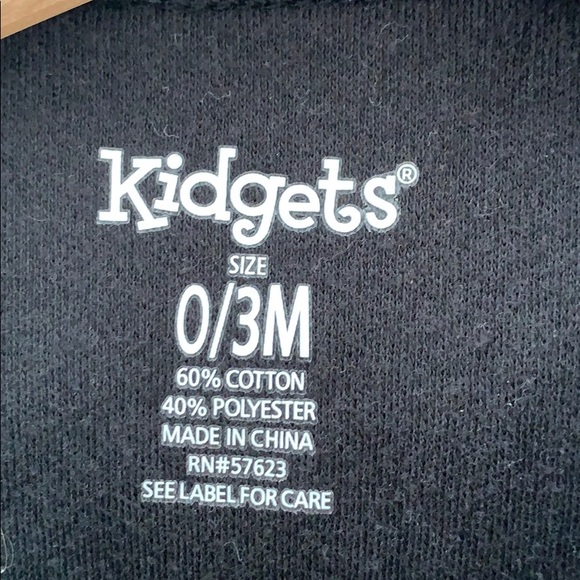 Kidgets®
SIZE
0/3M
60% COTTON
40% POLYESTER
MADE IN CHINA
RN#57623
SEE LABEL FOR CARE